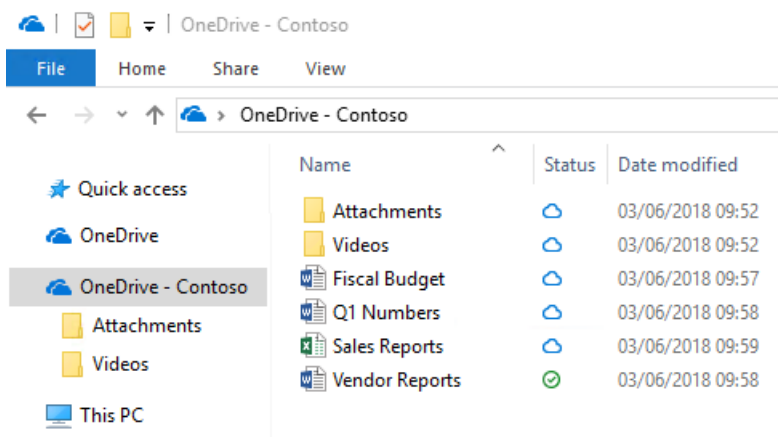 OneDrive - Contoso
File Home Share View
OneDrive - Contoso
Name Status Date modified
Quick access
OneDrive
OneDrive - Contoso
Attachments
Videos
This PC
Attachments 03/06/2018 09:52
Videos 03/06/2018 09:52
Fiscal Budget 03/06/2018 09:57
Q1 Numbers 03/06/2018 09:58
Sales Reports 03/06/2018 09:59
Vendor Reports 03/06/2018 09:58